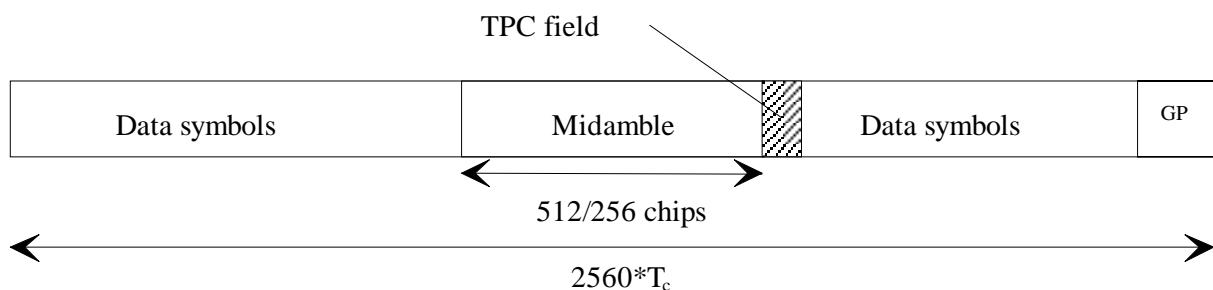 TPC field
Data symbols
Midamble
Data symbols
GP
512/256 chips
2560*Tc